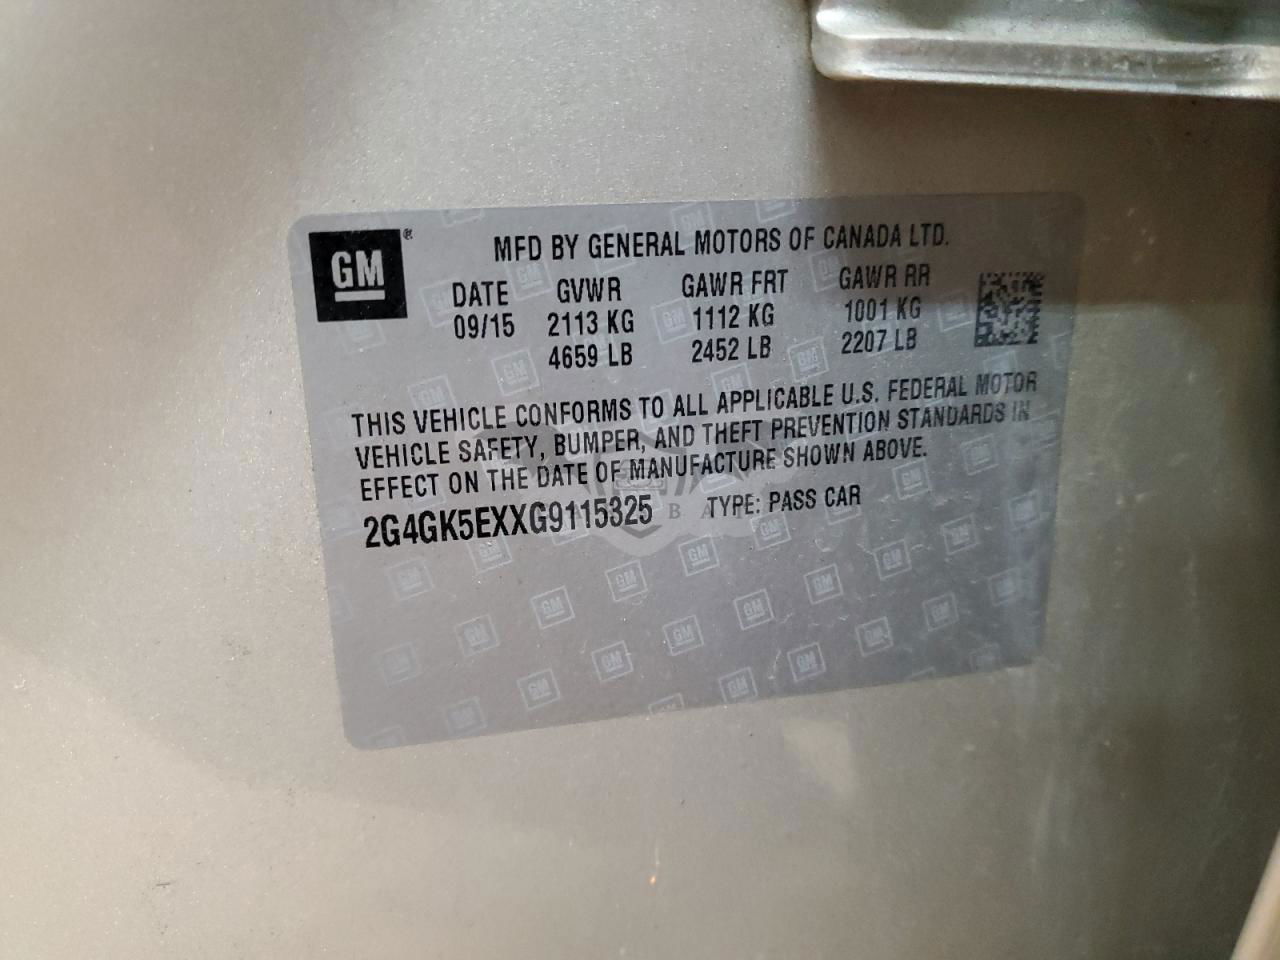 GM ®
MFD BY GENERAL MOTORS OF CANADA LTD.
DATE GVWR GAWR FRT GAWR RR
09/15 2113 KG 1112 KG 1001 KG
4659 LB 2452 LB 2207 LB
THIS VEHICLE CONFORMS TO ALL APPLICABLE U.S. FEDERAL MOTOR
VEHICLE SAFETY, BUMPER, AND THEFT PREVENTION STANDARDS IN
EFFECT ON THE DATE OF MANUFACTURE SHOWN ABOVE.
2G4GK5EXXG9115325 TYPE: PASS CAR